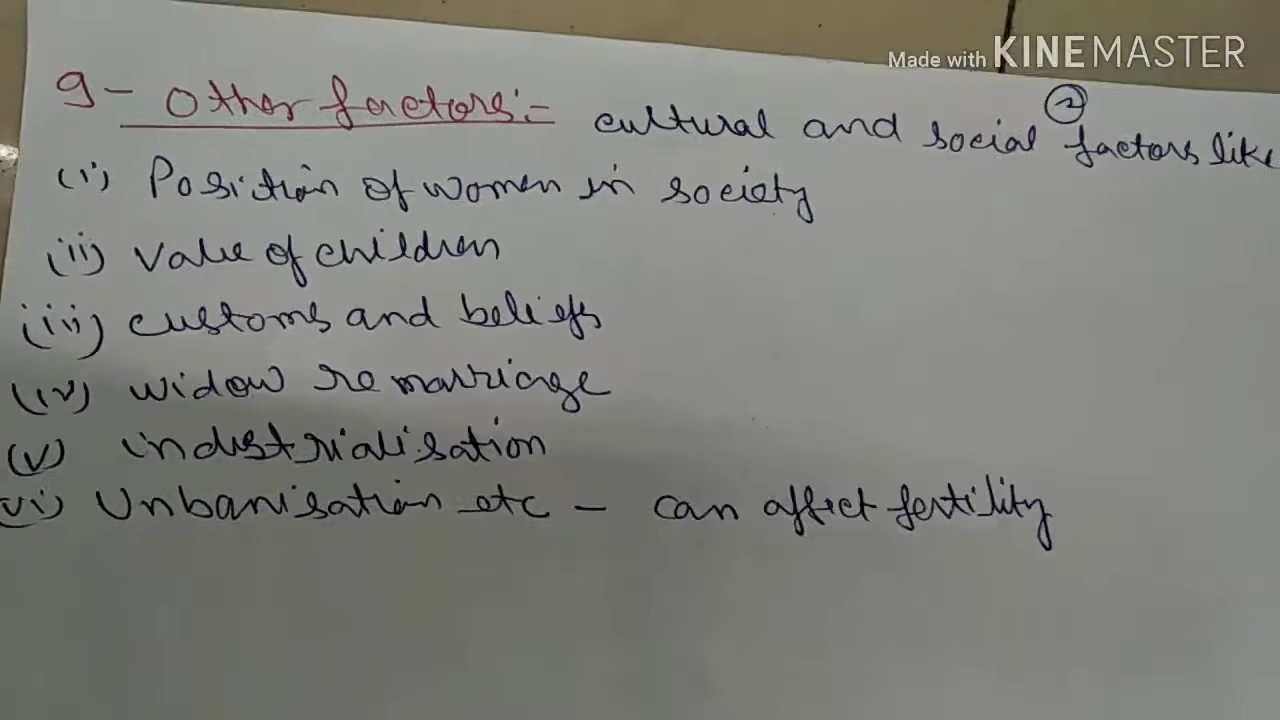 Made with KINEMASTER
9- Other factors:- cultural and social factors like
(i) Position of women in society
(ii) Value of children
(iii) customs and beliefs
(iv) widow remarriage
(v) industrialisation
(vi) Urbanisation etc - can affect fertility